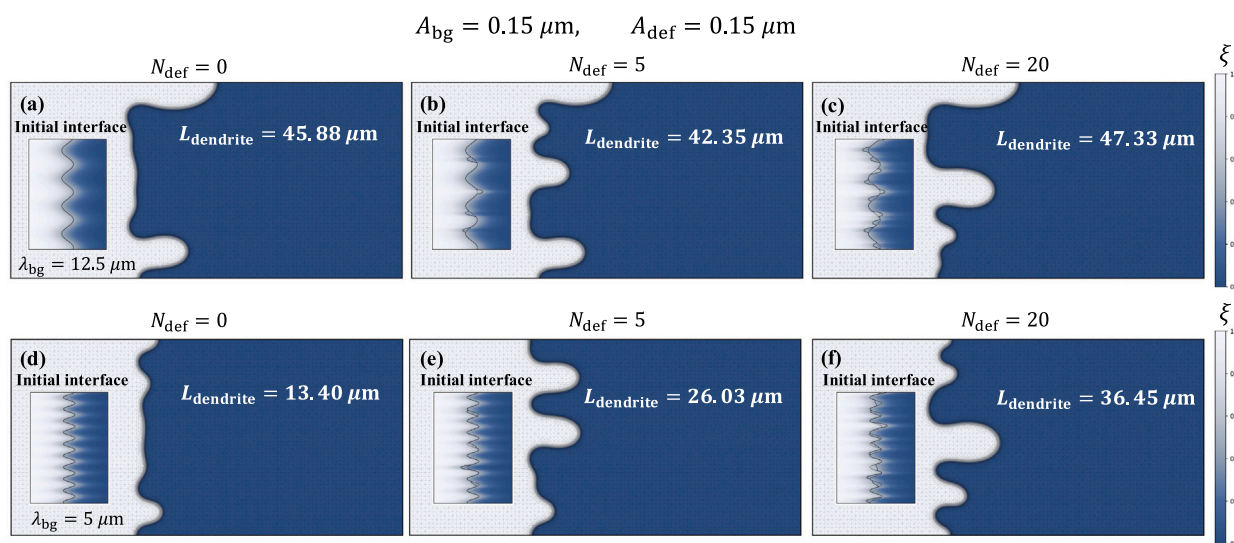 A_bg = 0.15 μm, A_def = 0.15 μm
N_def = 0
N_def = 5
N_def = 20
ξ
(a)
Initial interface
L_dendrite = 45.88 μm
λ_bg = 12.5 μm
(b)
Initial interface
L_dendrite = 42.35 μm
(c)
Initial interface
L_dendrite = 47.33 μm
N_def = 0
N_def = 5
N_def = 20
ξ
(d)
Initial interface
L_dendrite = 13.40 μm
λ_bg = 5 μm
(e)
Initial interface
L_dendrite = 26.03 μm
(f)
Initial interface
L_dendrite = 36.45 μm